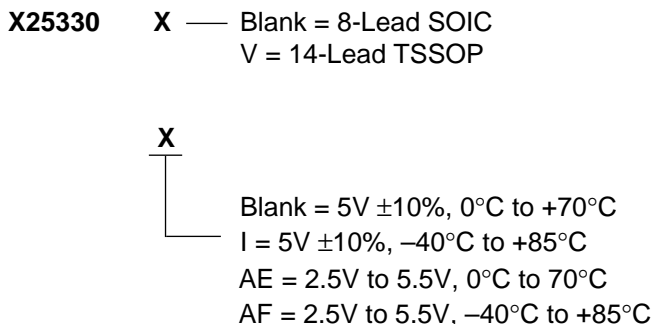 X25330 X Blank = 8-Lead SOIC
V = 14-Lead TSSOP
X
Blank = 5V ±10%, 0°C to +70°C
I = 5V ±10%, –40°C to +85°C
AE = 2.5V to 5.5V, 0°C to 70°C
AF = 2.5V to 5.5V, –40°C to +85°C